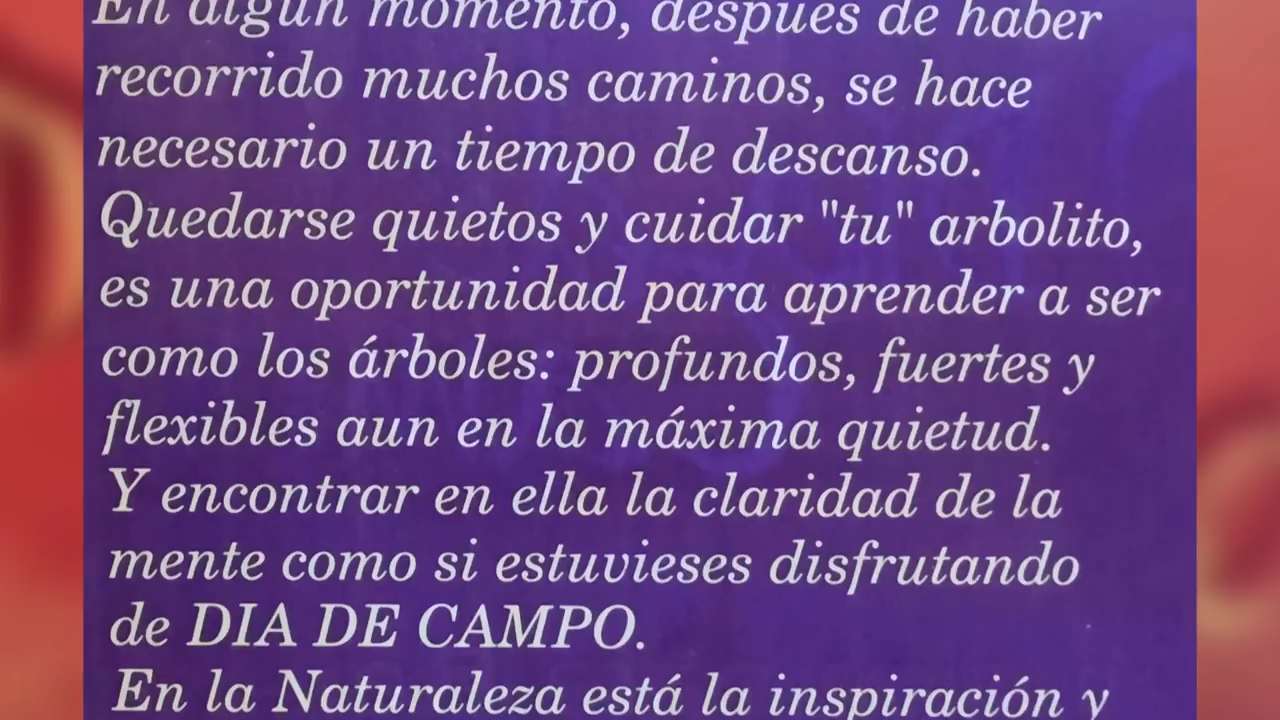 En algún momento, después de haber
recorrido muchos caminos, se hace
necesario un tiempo de descanso.
Quedarse quietos y cuidar "tu" arbolito,
es una oportunidad para aprender a ser
como los árboles: profundos, fuertes y
flexibles aun en la máxima quietud.
Y encontrar en ella la claridad de la
mente como si estuvieses disfrutando
de DIA DE CAMPO.
En la Naturaleza está la inspiración y